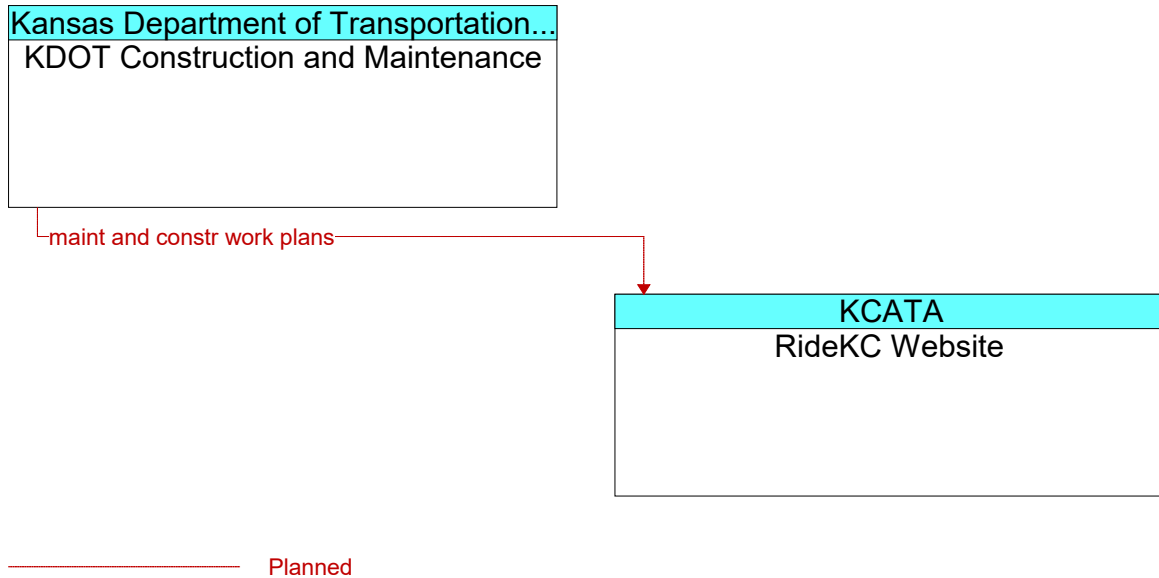 Kansas Department of Transportation...
KDOT Construction and Maintenance
maint and constr work plans
KCATA
RideKC Website
Planned